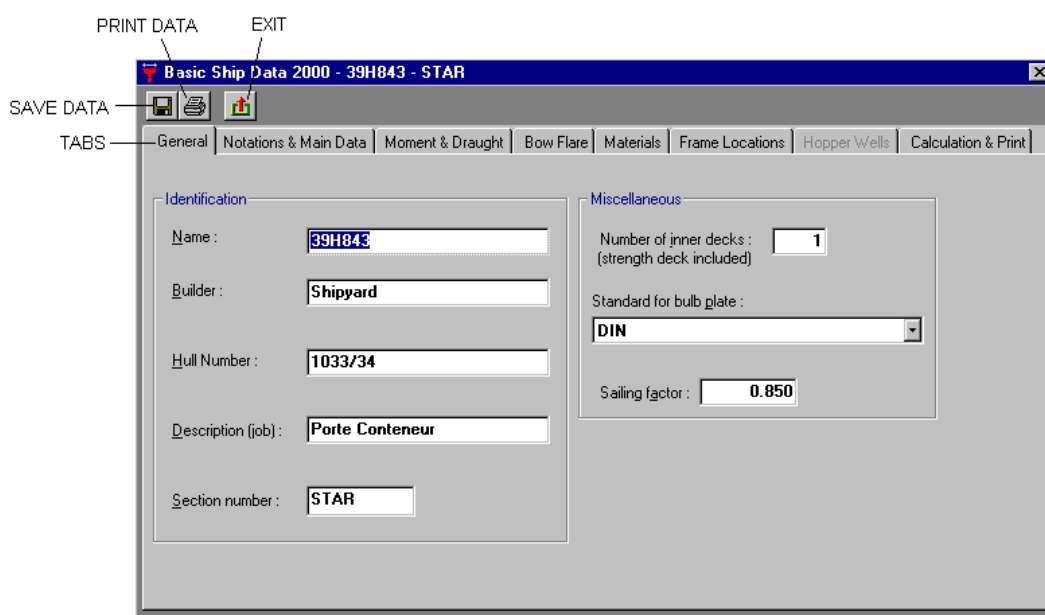 PRINT DATA
EXIT
Basic Ship Data 2000 - 39H843 - STAR
SAVE DATA
TABS
General
Notations & Main Data
Moment & Draught
Bow Flare
Materials
Frame Locations
Hopper Wells
Calculation & Print
Identification
Name :
39H843
Builder :
Shipyard
Hull Number :
1033/34
Description (job) :
Porte Conteneur
Section number :
STAR
Miscellaneous
Number of inner decks :
1
(strength deck included)
Standard for bulb plate :
DIN
Sailing factor :
0.850